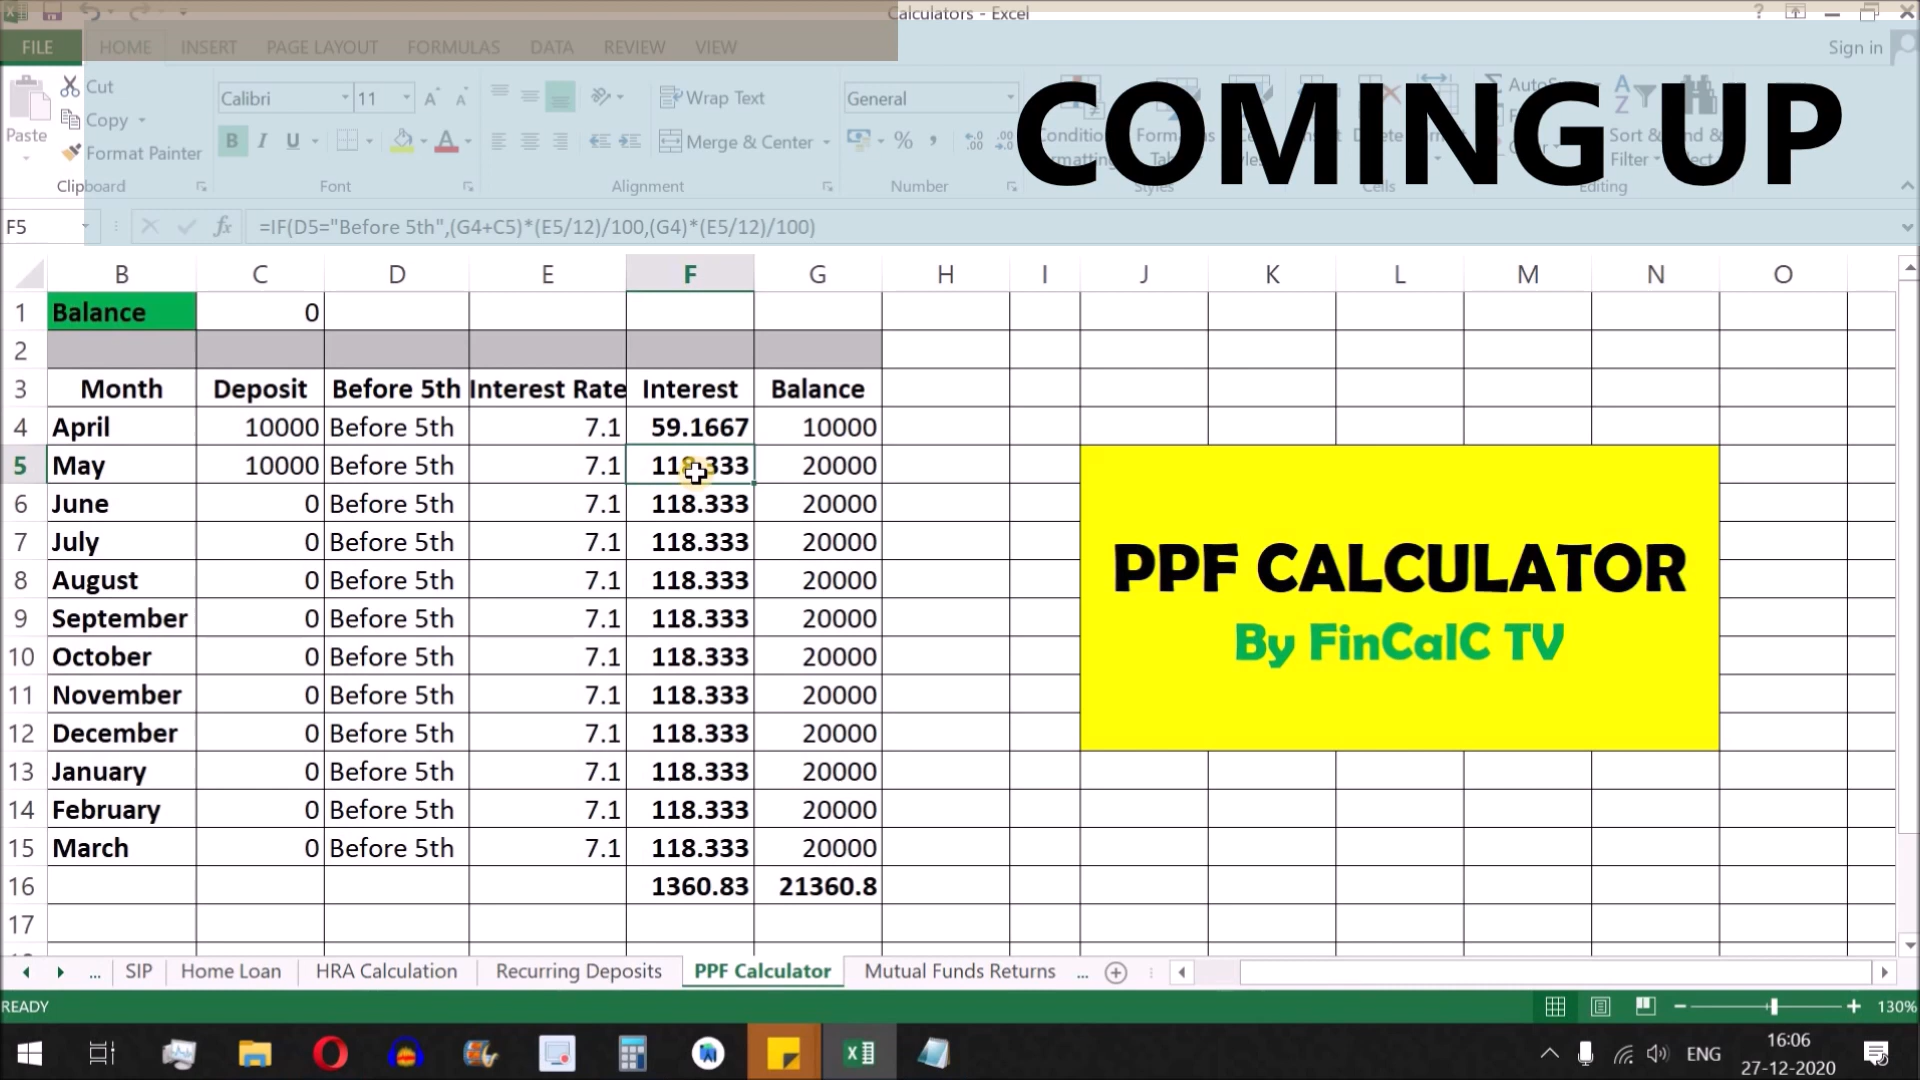 Calculators - Excel
FILE HOME INSERT PAGE LAYOUT FORMULAS DATA REVIEW VIEW Sign in
COMING UP
Paste
Cut
Copy
Format Painter
Calibri 11
B I U
Wrap Text
Merge & Center
General
%
Sort & Find &
Filter
Clipboard Font Alignment Number Styles Cells Editing
F5 fx =IF(D5="Before 5th",(G4+C5)*(E5/12)/100,(G4)*(E5/12)/100)
B C D E F G H I J K L M N O
1 Balance 0
2
3 Month Deposit Before 5th Interest Rate Interest Balance
4 April 10000 Before 5th 7.1 59.1667 10000
5 May 10000 Before 5th 7.1 118.333 20000
6 June 0 Before 5th 7.1 118.333 20000
7 July 0 Before 5th 7.1 118.333 20000
8 August 0 Before 5th 7.1 118.333 20000
9 September 0 Before 5th 7.1 118.333 20000
10 October 0 Before 5th 7.1 118.333 20000
11 November 0 Before 5th 7.1 118.333 20000
12 December 0 Before 5th 7.1 118.333 20000
13 January 0 Before 5th 7.1 118.333 20000
14 February 0 Before 5th 7.1 118.333 20000
15 March 0 Before 5th 7.1 118.333 20000
16 1360.83 21360.8
17
PPF CALCULATOR
By FinCalC TV
... SIP Home Loan HRA Calculation Recurring Deposits PPF Calculator Mutual Funds Returns ...
READY 130%
ENG
16:06
27-12-2020